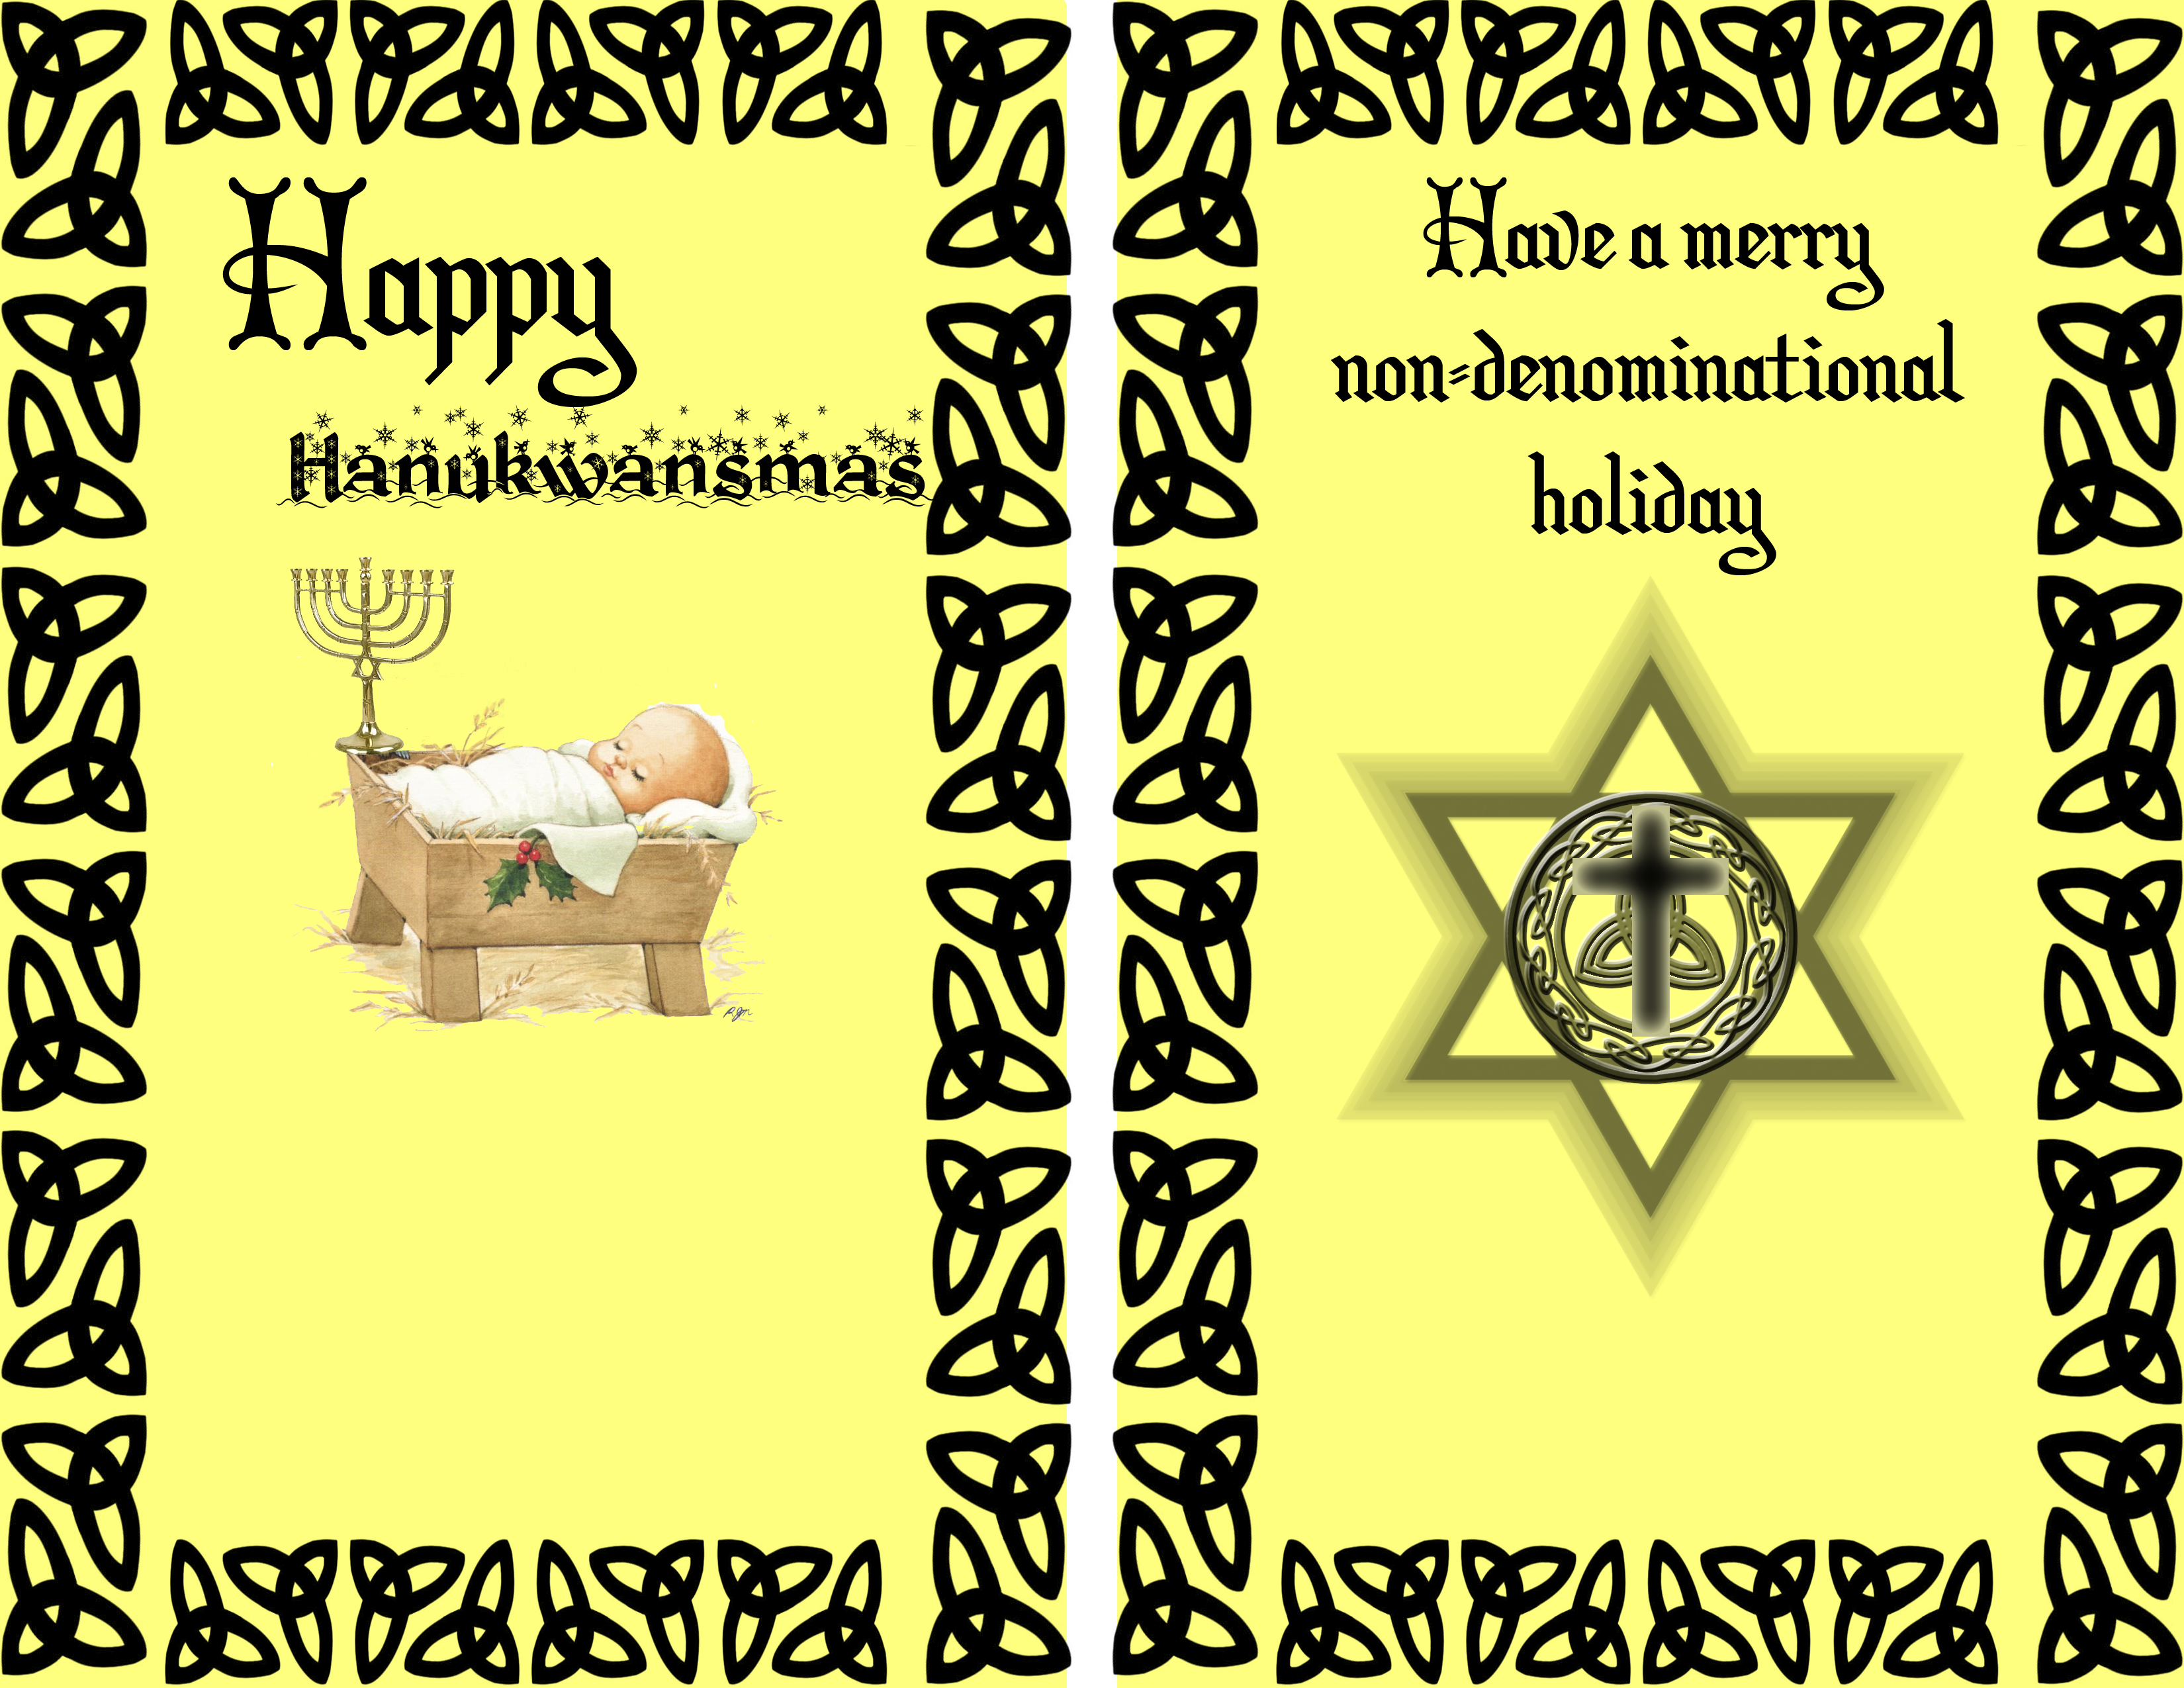 Happy
Hanukwansmas
Have a merry
non-denominational
holiday